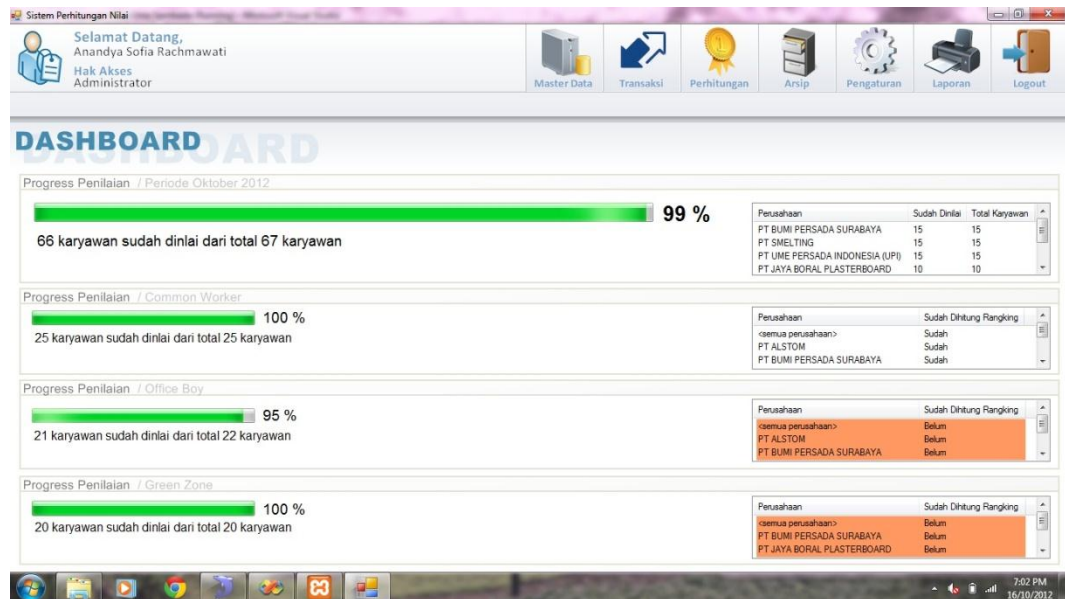 Sistem Perhitungan Nilai
Selamat Datang,
Anandya Sofia Rachmawati
Hak Akses
Administrator
Master Data Transaksi Perhitungan Arsip Pengaturan Laporan Logout
DASHBOARD
Progress Penilaian / Periode Oktober 2012
99 %
66 karyawan sudah dinlai dari total 67 karyawan
Perusahaan Sudah Dinilai Total Karyawan
PT BUMI PERSADA SURABAYA 15 15
PT SMELTING 15 15
PT UME PERSADA INDONESIA (UPI) 15 15
PT JAYA BORAL PLASTERBOARD 10 10
Progress Penilaian / Common Worker
100 %
25 karyawan sudah dinlai dari total 25 karyawan
Perusahaan Sudah Dihitung Rangking
<semua perusahaan> Sudah
PT ALSTOM Sudah
PT BUMI PERSADA SURABAYA Sudah
Progress Penilaian / Office Boy
95 %
21 karyawan sudah dinlai dari total 22 karyawan
Perusahaan Sudah Dihitung Rangking
<semua perusahaan> Belum
PT ALSTOM Belum
PT BUMI PERSADA SURABAYA Belum
Progress Penilaian / Green Zone
100 %
20 karyawan sudah dinlai dari total 20 karyawan
Perusahaan Sudah Dihitung Rangking
<semua perusahaan> Belum
PT BUMI PERSADA SURABAYA Belum
PT JAYA BORAL PLASTERBOARD Belum
7:02 PM
16/10/2012